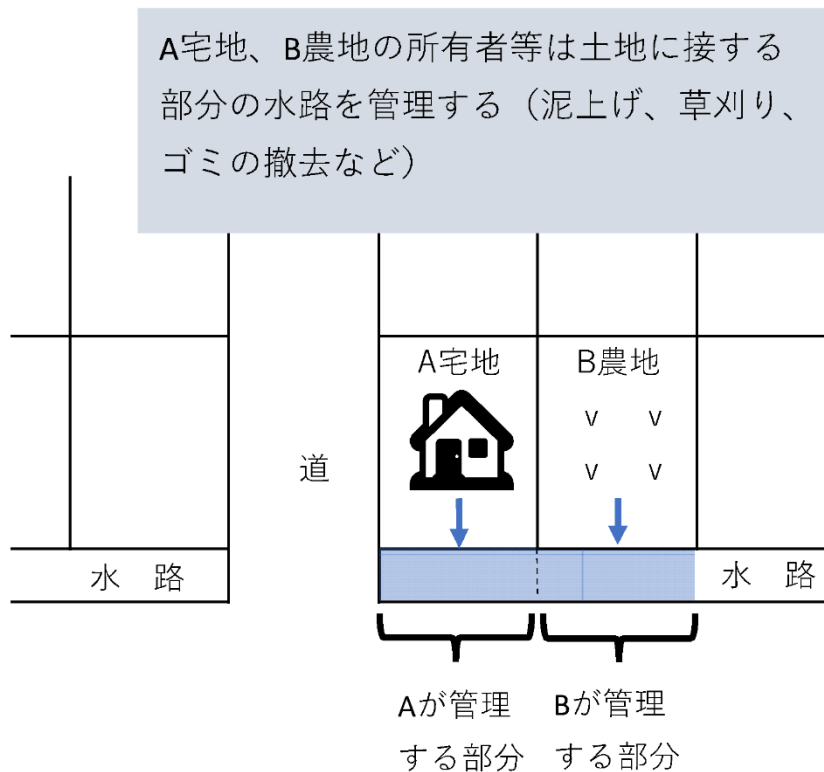 A宅地、B農地の所有者等は土地に接する
部分の水路を管理する（泥上げ、草刈り、
ゴミの撤去など）
A宅地
B農地
v v
v v
道
水 路
水 路
Aが管理
する部分
Bが管理
する部分